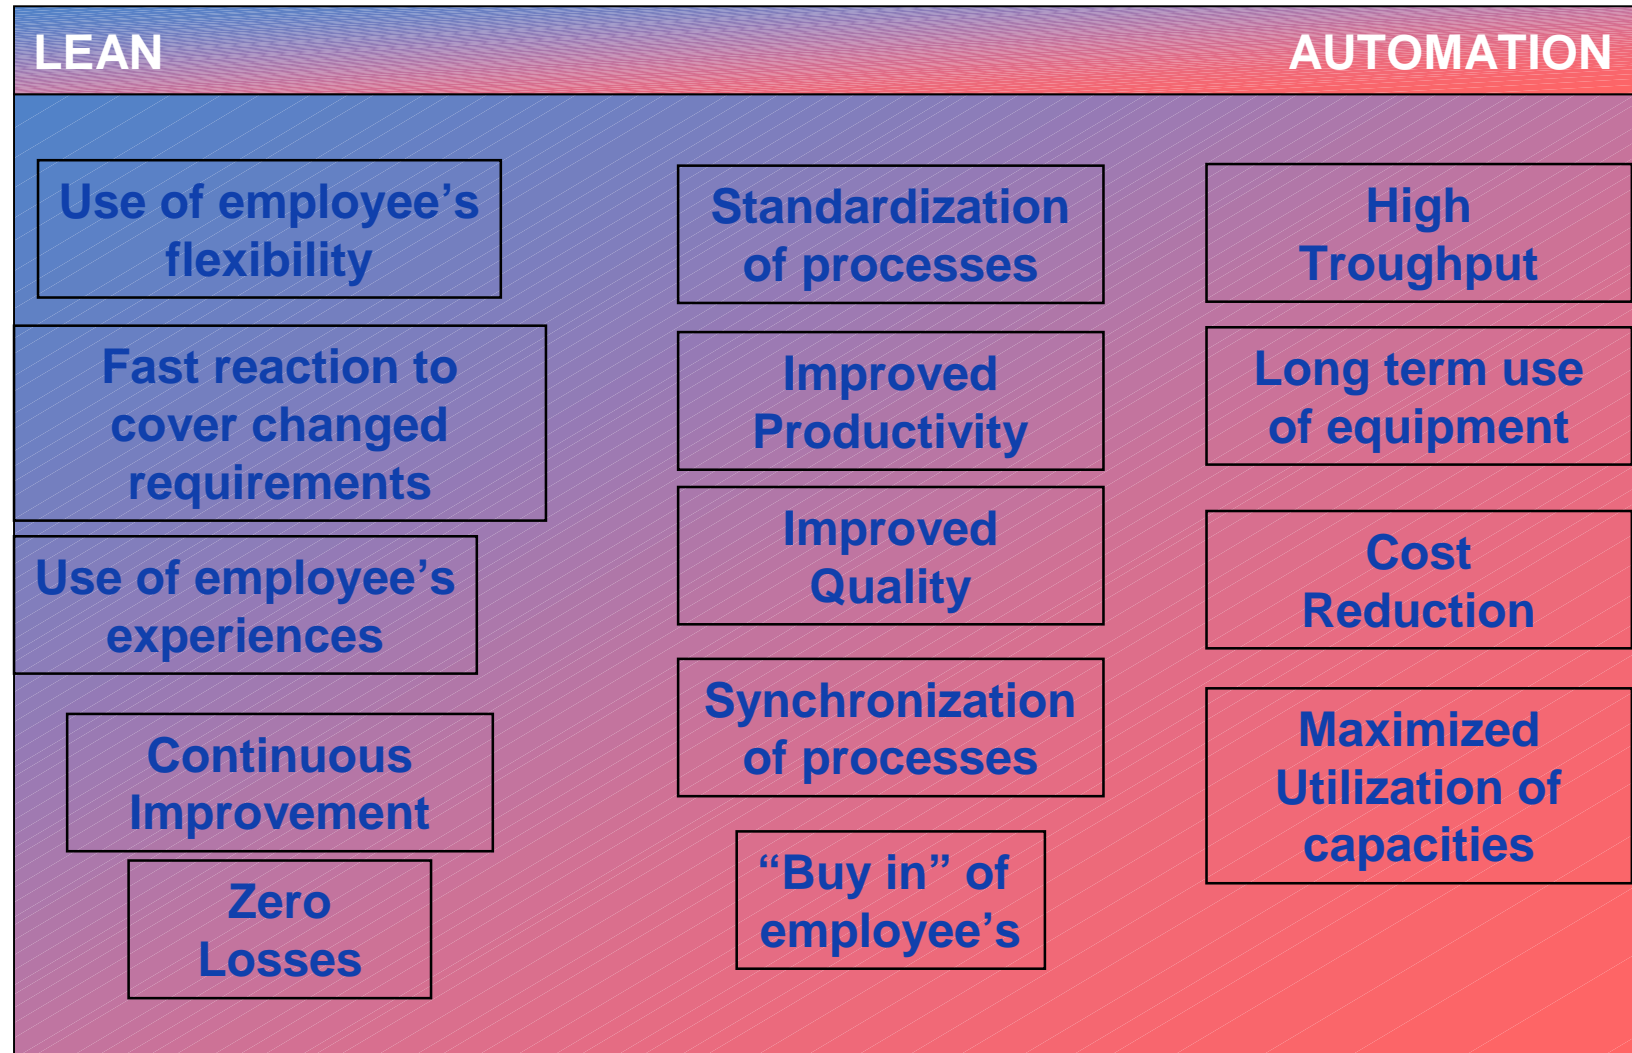 LEAN
AUTOMATION
Use of employee’s
flexibility
Fast reaction to
cover changed
requirements
Use of employee’s
experiences
Continuous
Improvement
Zero
Losses
Standardization
of processes
Improved
Productivity
Improved
Quality
Synchronization
of processes
“Buy in” of
employee’s
High
Troughput
Long term use
of equipment
Cost
Reduction
Maximized
Utilization of
capacities